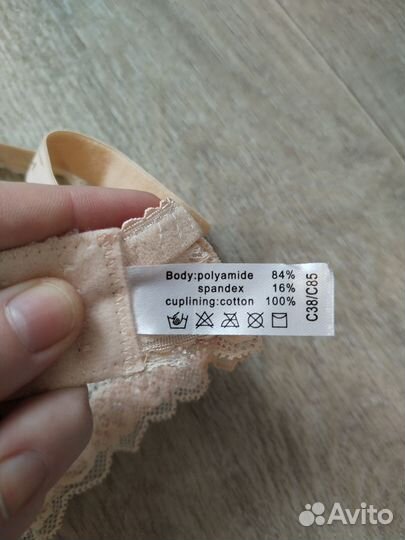 Body:polyamide 84%
spandex 16%
cuplining:cotton 100%
C38/C85
Avito